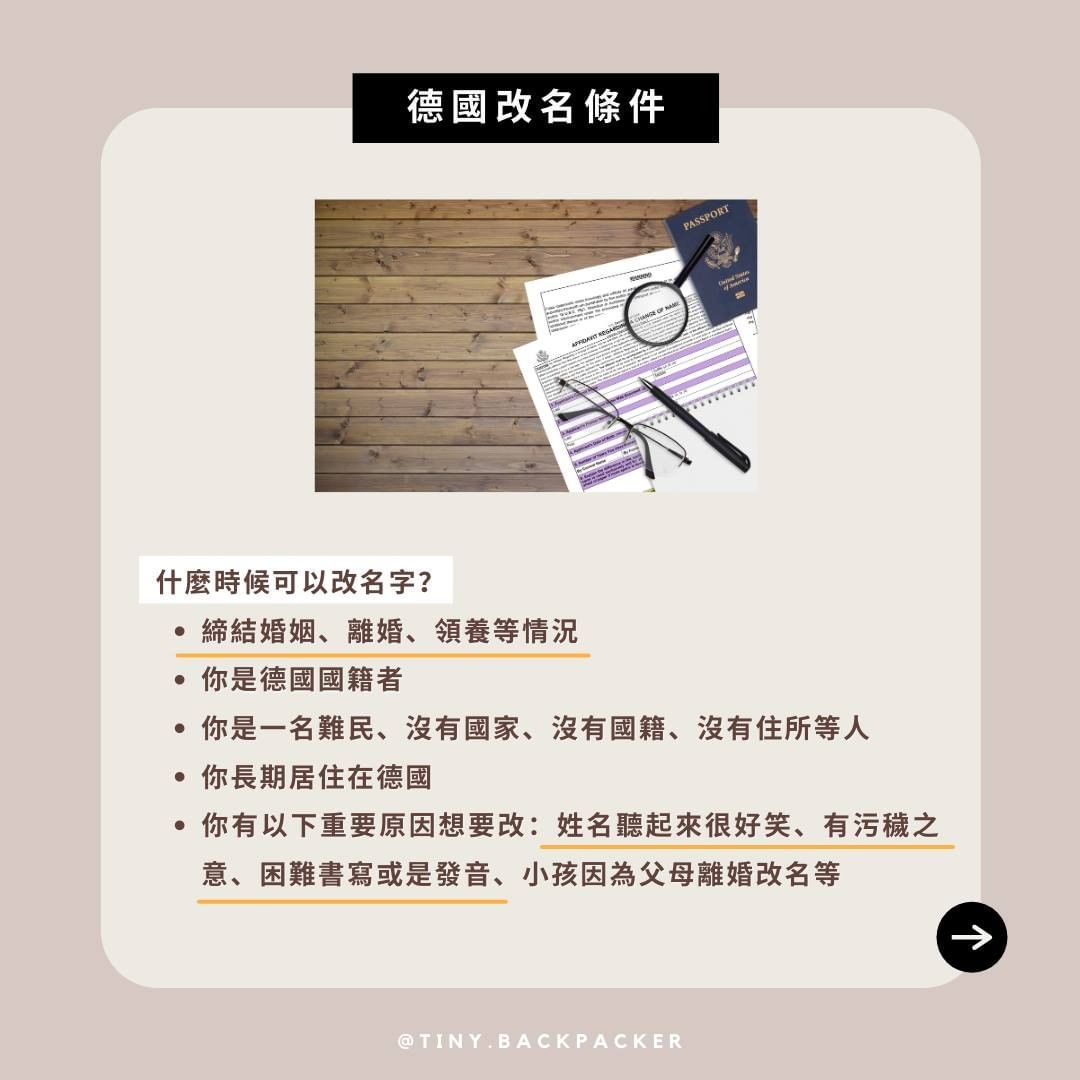 德國改名條件
PASSPORT
United States
of America
WARNING
AFFIDAVIT REGARDING A CHANGE OF NAME
什麼時候可以改名字？
締結婚姻、離婚、領養等情況
你是德國國籍者
你是一名難民、沒有國家、沒有國籍、沒有住所等人
你長期居住在德國
你有以下重要原因想要改：姓名聽起來很好笑、有污穢之
意、困難書寫或是發音、小孩因為父母離婚改名等
@TINY.BACKPACKER